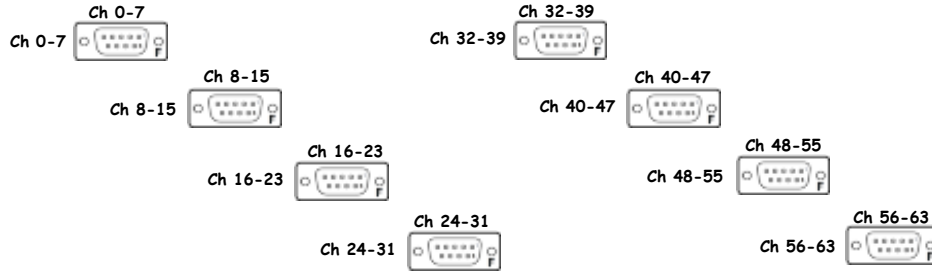 Ch 0-7
Ch 32-39
Ch 0-7
F
Ch 32-39
F
Ch 8-15
Ch 40-47
Ch 8-15
F
Ch 40-47
F
Ch 16-23
Ch 48-55
Ch 16-23
F
Ch 48-55
F
Ch 24-31
Ch 56-63
Ch 24-31
F
Ch 56-63
F